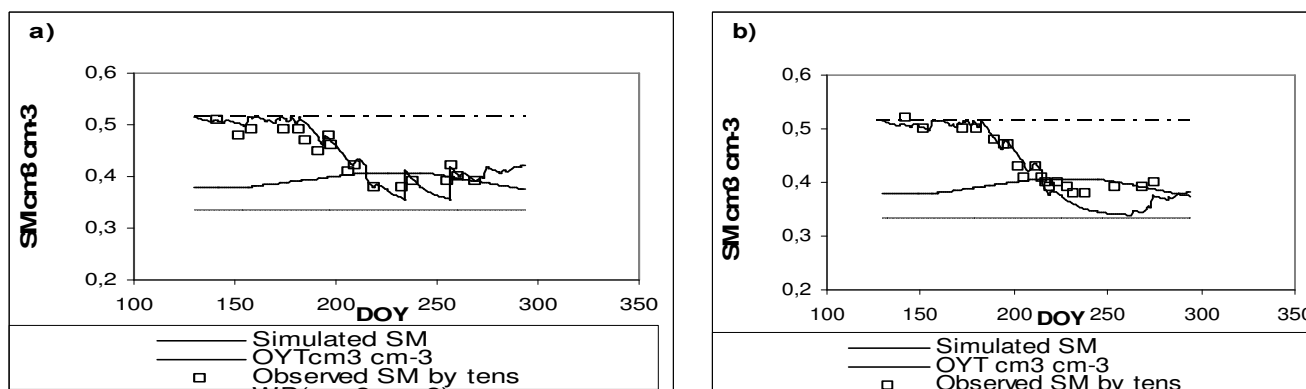 a)
0,6
0,5
0,4
0,3
0,2
SM cm3 cm-3
100 150 200 250 300 350
DOY
Simulated SM
OYTcm3 cm-3
Observed SM by tens
b)
0,6
0,5
0,4
0,3
0,2
SM cm3 cm-3
100 150 200 250 300 350
DOY
Simulated SM
OYT cm3 cm-3
Observed SM by tens